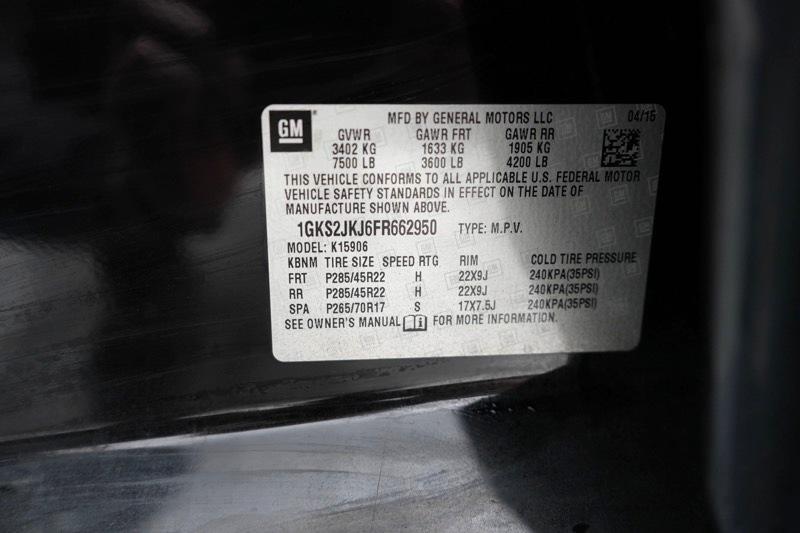 GM MFD BY GENERAL MOTORS LLC 04/15
GVWR GAWR FRT GAWR RR
3402 KG 1633 KG 1905 KG
7500 LB 3600 LB 4200 LB
THIS VEHICLE CONFORMS TO ALL APPLICABLE U.S. FEDERAL MOTOR
VEHICLE SAFETY STANDARDS IN EFFECT ON THE DATE OF
MANUFACTURE SHOWN ABOVE.
1GKS2JKJ6FR662950 TYPE: M.P.V.
MODEL: K15906
KBNM TIRE SIZE SPEED RTG RIM COLD TIRE PRESSURE
FRT P285/45R22 H 22X9J 240KPA(35PSI)
RR P285/45R22 H 22X9J 240KPA(35PSI)
SPA P265/70R17 S 17X7.5J 240KPA(35PSI)
SEE OWNER'S MANUAL FOR MORE INFORMATION.